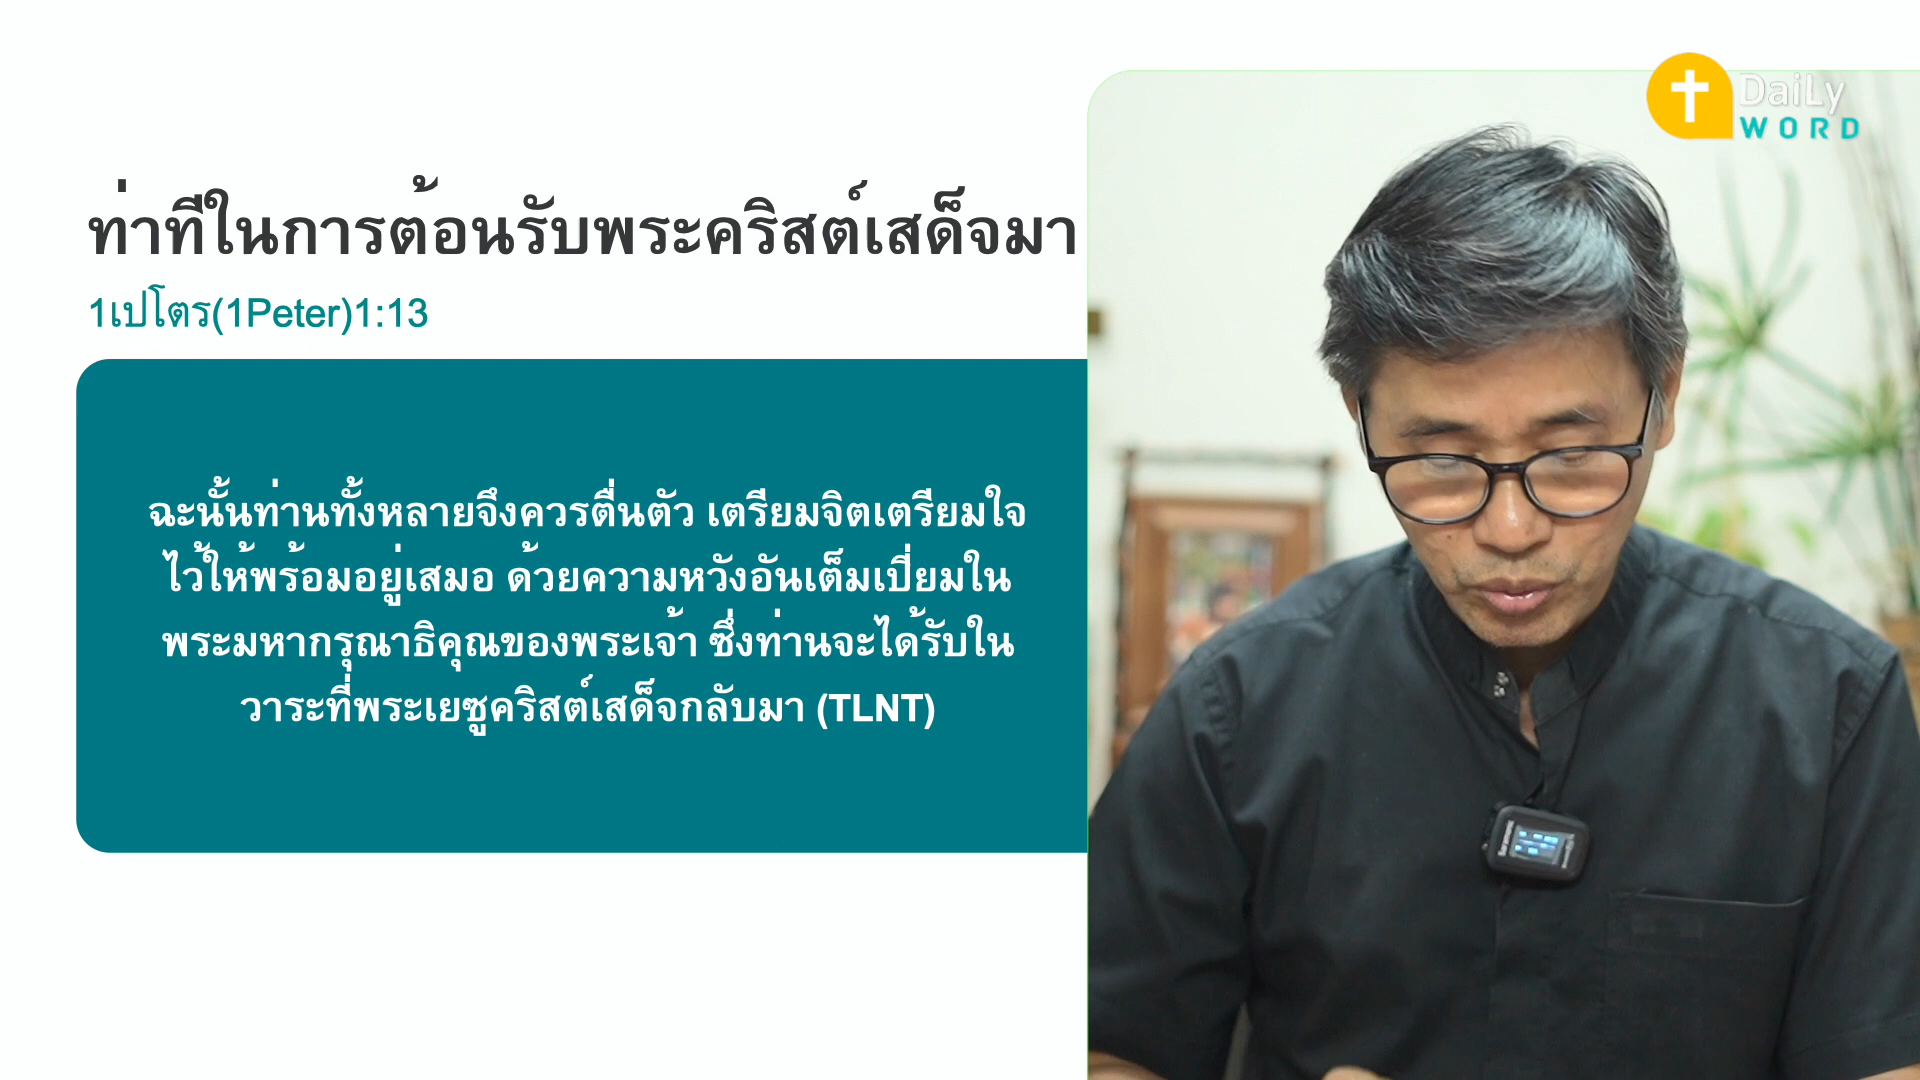 DaiLy
WORD
ท่าทีในการต้อนรับพระคริสต์เสด็จมา
1เปโตร(1Peter)1:13
ฉะนั้นท่านทั้งหลายจึงควรตื่นตัว เตรียมจิตเตรียมใจ
ไว้ให้พร้อมอยู่เสมอ ด้วยความหวังอันเต็มเปี่ยมใน
พระมหากรุณาธิคุณของพระเจ้า ซึ่งท่านจะได้รับใน
วาระที่พระเยซูคริสต์เสด็จกลับมา (TLNT)